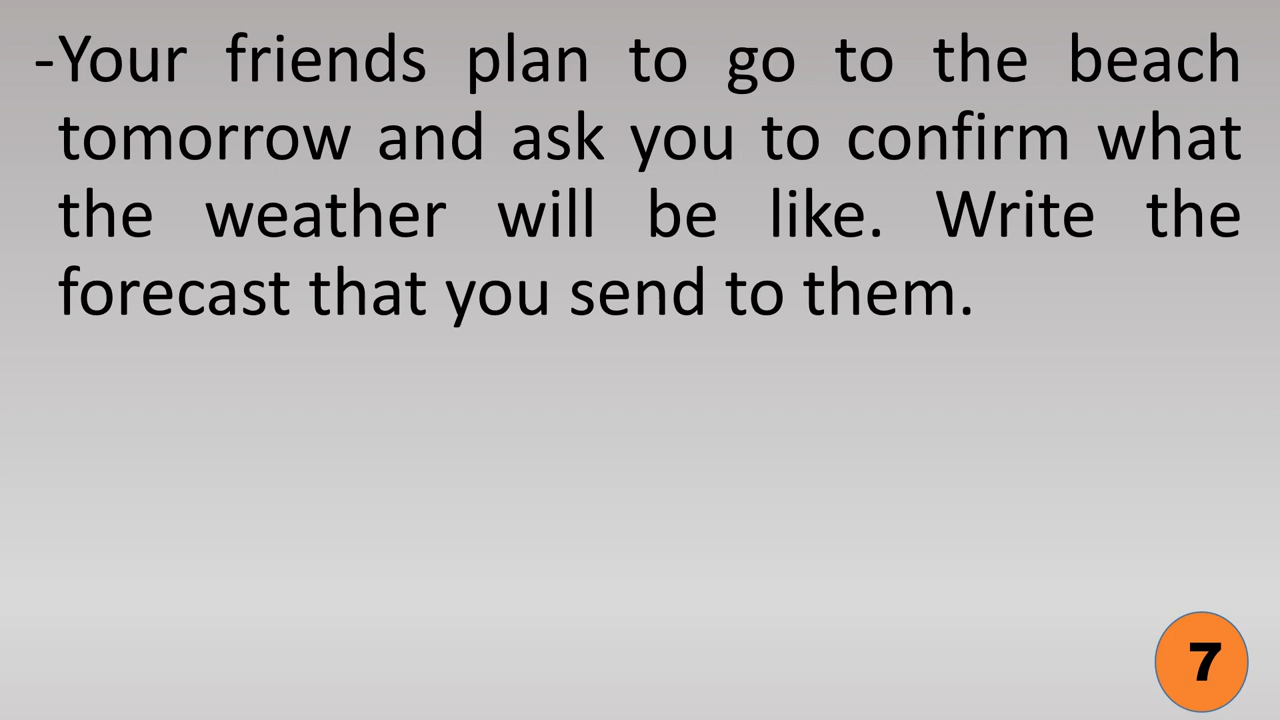 -Your friends plan to go to the beach
tomorrow and ask you to confirm what
the weather will be like. Write the
forecast that you send to them.
7